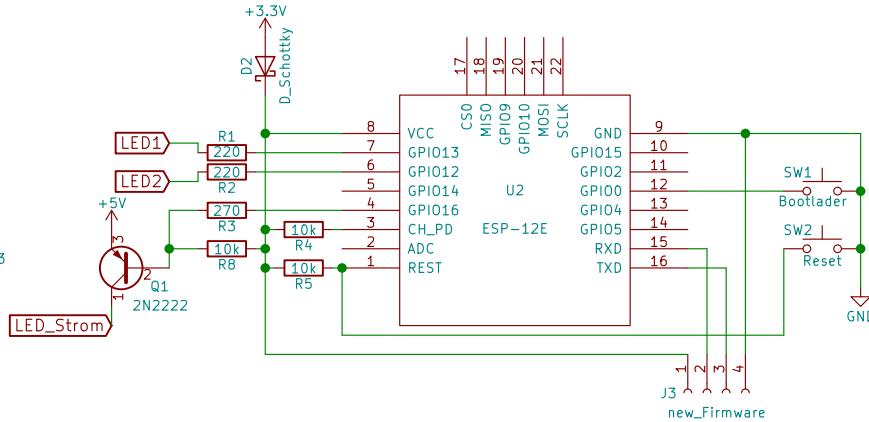 +3.3V
D2
D_Schottky
17
18
19
20
21
22
CS0
MISO
GPIO9
GPIO10
MOSI
SCLK
LED1
R1
220
8
VCC
7
GPIO13
LED2
220
R2
6
GPIO12
5
GPIO14
+5V
270
R3
4
GPIO16
10k
R4
3
CH_PD
10k
R8
2
ADC
10k
R5
1
REST
U2
ESP-12E
GND
9
GPIO15
10
GPIO2
11
GPIO0
12
GPIO4
13
GPIO5
14
RXD
15
TXD
16
SW1
Bootlader
SW2
Reset
3
3
2
1
Q1
2N2222
LED_Strom
GND
1
2
3
4
J3
new_Firmware